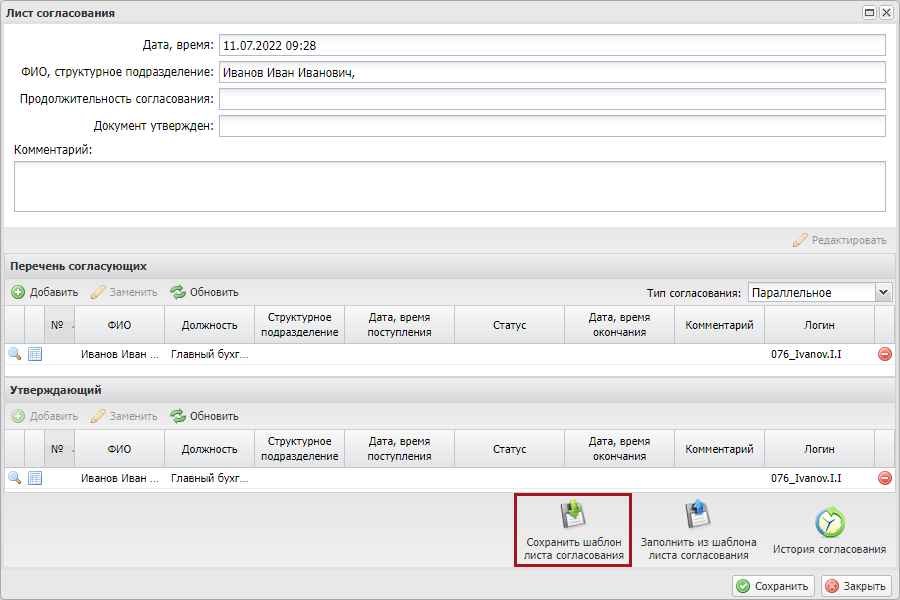 Лист согласования
Дата, время: 11.07.2022 09:28
ФИО, структурное подразделение: Иванов Иван Иванович,
Продолжительность согласования:
Документ утвержден:
Комментарий:
Редактировать
Перечень согласующих
Добавить Заменить Обновить Тип согласования: Параллельное
№ ФИО Должность Структурное подразделение Дата, время поступления Статус Дата, время окончания Комментарий Логин
Иванов Иван ... Главный бухг... 076_Ivanov.I.I
Утверждающий
Добавить Заменить Обновить
№ ФИО Должность Структурное подразделение Дата, время поступления Статус Дата, время окончания Комментарий Логин
Иванов Иван ... Главный бухг... 076_Ivanov.I.I
Сохранить шаблон
листа согласования
Заполнить из шаблона
листа согласования
История согласования
Сохранить Закрыть